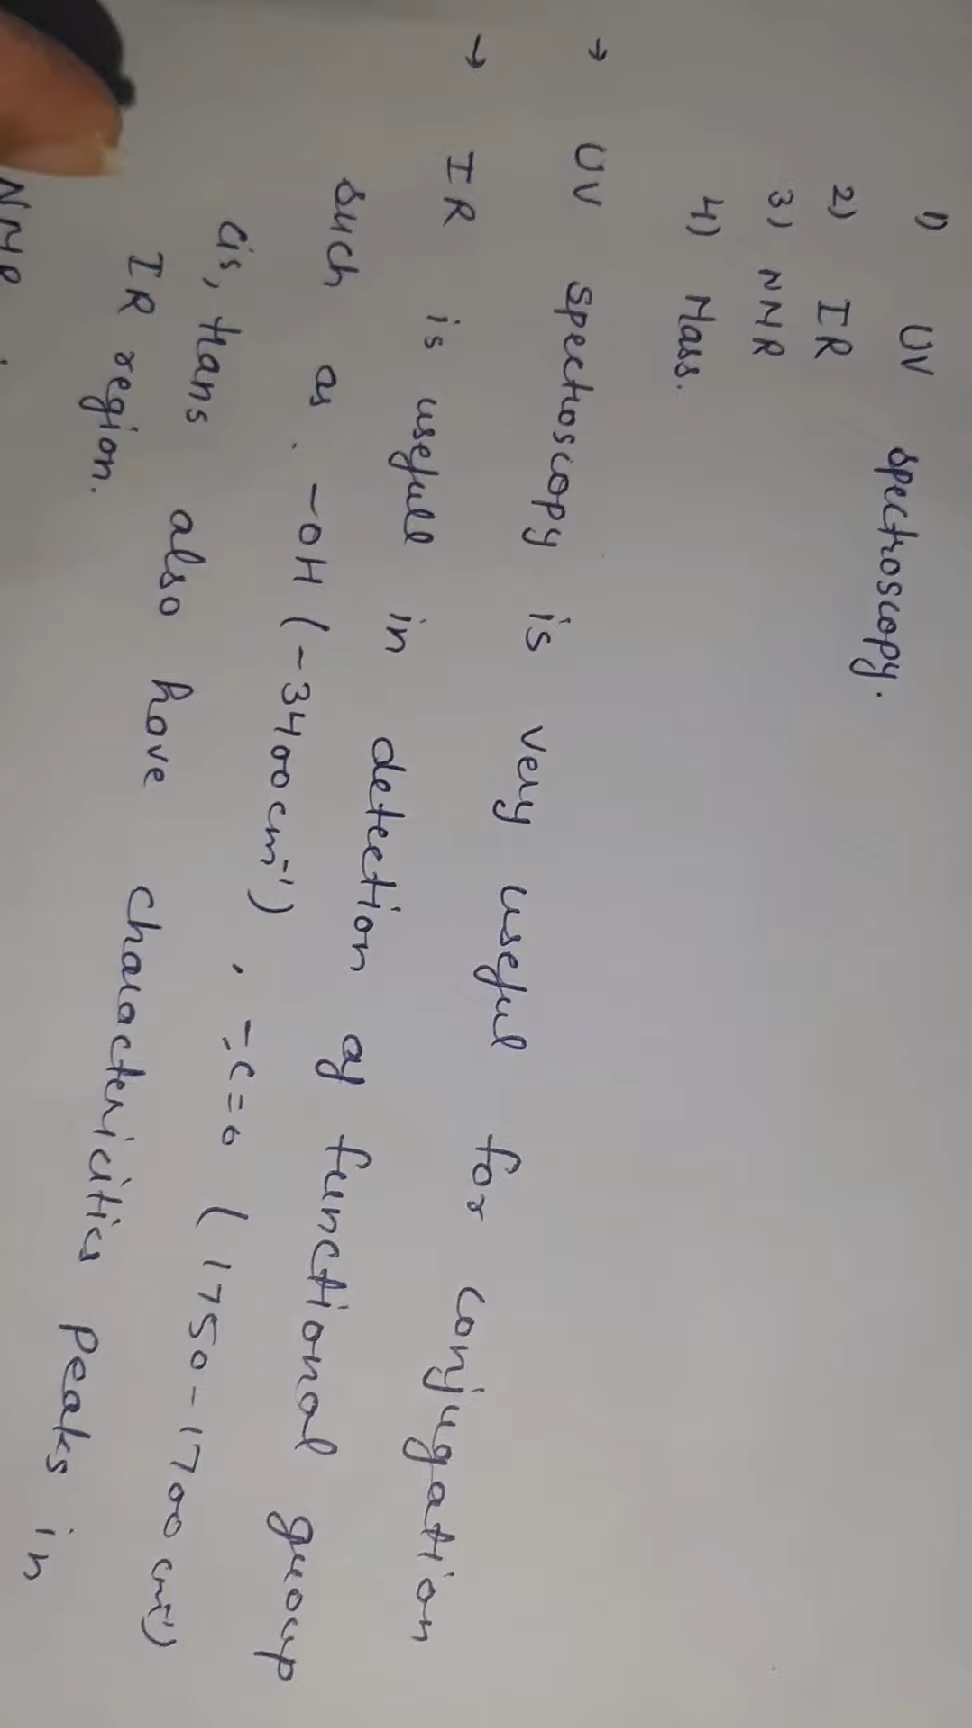 1) UV spectroscopy.
2) IR
3) NMR
4) Mass.
→ UV spectroscopy is very useful for conjugation
→ IR is usefull in detection of functional group
such as. -OH (-3400cm⁻¹), -C=O (1750-1700 cm⁻¹)
Cis, trans also have characteristics peaks in
IR region.
NMR